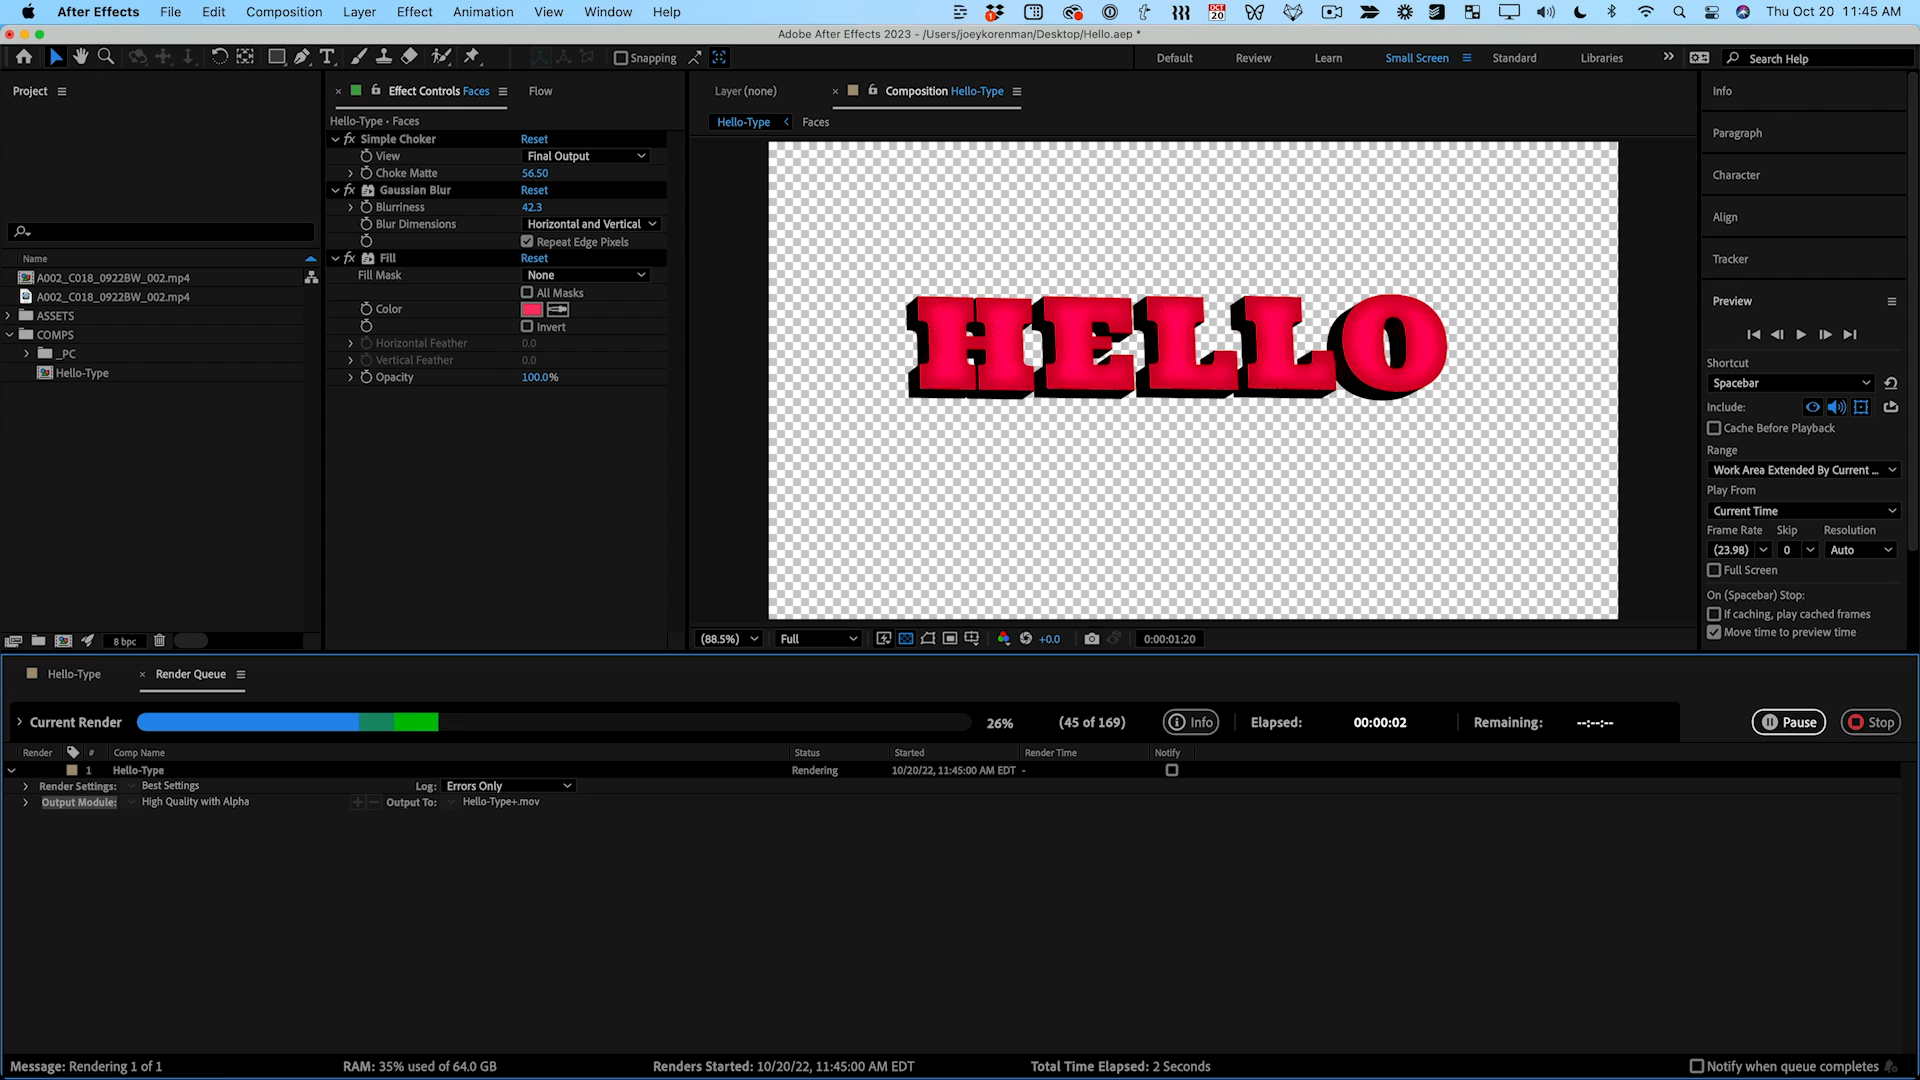 After Effects File Edit Composition Layer Effect Animation View Window Help
OCT 20
Thu Oct 20 11:45 AM
Adobe After Effects 2023 - /Users/joeykorenman/Desktop/Hello.aep *
Snapping
Default Review Learn Small Screen Standard Libraries Search Help
Project
Name
A002_C018_0922BW_002.mp4
A002_C018_0922BW_002.mp4
ASSETS
COMPS
_PC
Hello-Type
8 bpc
Effect Controls Faces Flow
Hello-Type • Faces
fx Simple Choker Reset
View Final Output
Choke Matte 56.50
fx Gaussian Blur Reset
Blurriness 42.3
Blur Dimensions Horizontal and Vertical
Repeat Edge Pixels
fx Fill Reset
Fill Mask None
All Masks
Color
Invert
Horizontal Feather 0.0
Vertical Feather 0.0
Opacity 100.0%
Layer (none) Composition Hello-Type
Hello-Type Faces
HELLO
(88.5%) Full +0.0 0:00:01:20
Info
Paragraph
Character
Align
Tracker
Preview
Shortcut
Spacebar
Include:
Cache Before Playback
Range
Work Area Extended By Current ...
Play From
Current Time
Frame Rate Skip Resolution
(23.98) 0 Auto
Full Screen
On (Spacebar) Stop:
If caching, play cached frames
Move time to preview time
Hello-Type Render Queue
Current Render 26% (45 of 169) Info Elapsed: 00:00:02 Remaining: --:--:-- Pause Stop
Render # Comp Name Status Started Render Time Notify
1 Hello-Type Rendering 10/20/22, 11:45:00 AM EDT -
Render Settings: Best Settings Log: Errors Only
Output Module: High Quality with Alpha Output To: Hello-Type+.mov
Message: Rendering 1 of 1 RAM: 35% used of 64.0 GB Renders Started: 10/20/22, 11:45:00 AM EDT Total Time Elapsed: 2 Seconds Notify when queue completes